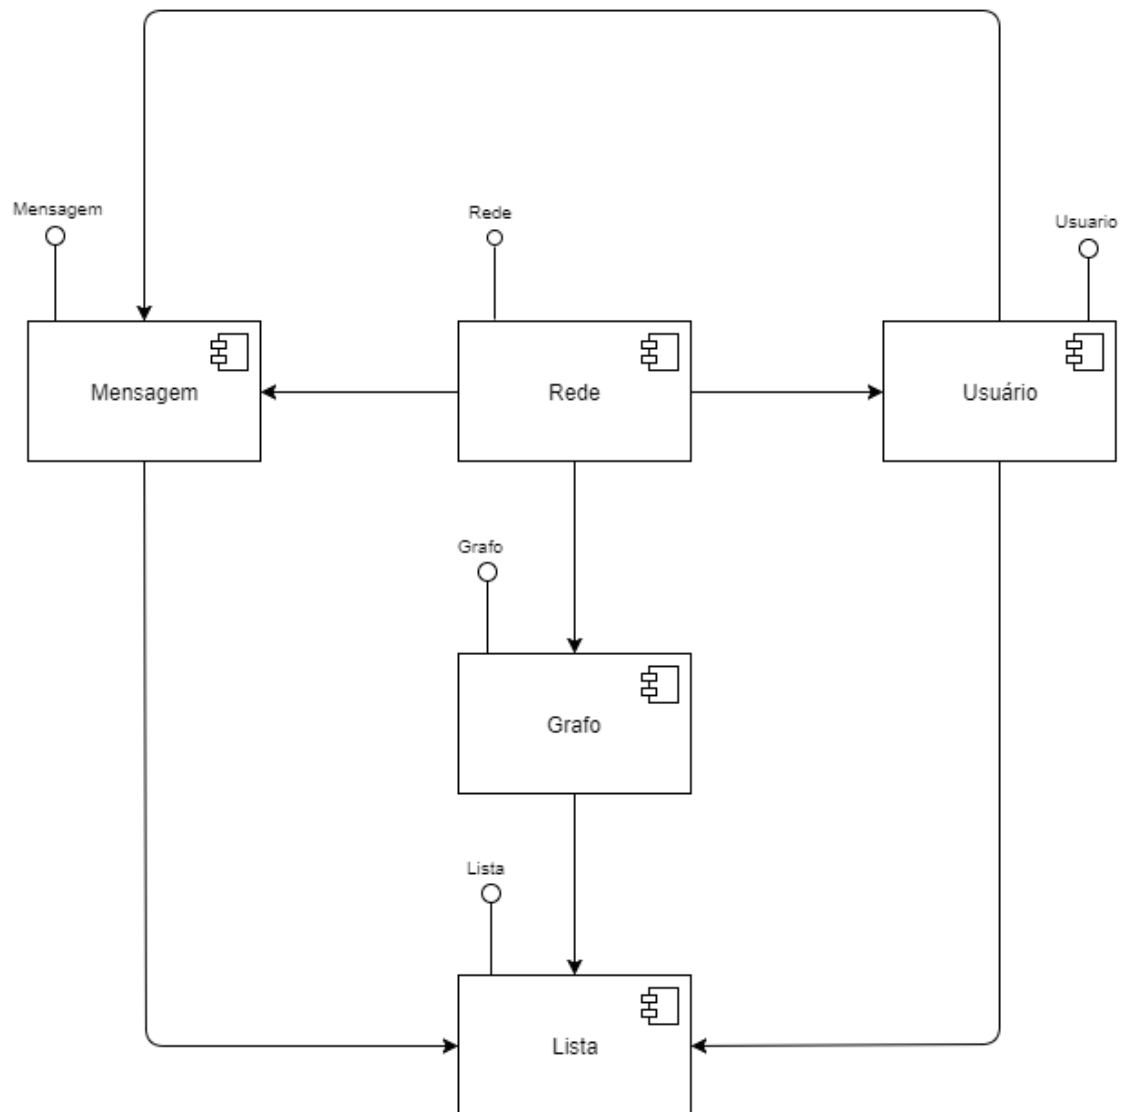 Mensagem
Rede
Usuario
Mensagem
Rede
Usuário
Grafo
Grafo
Lista
Lista